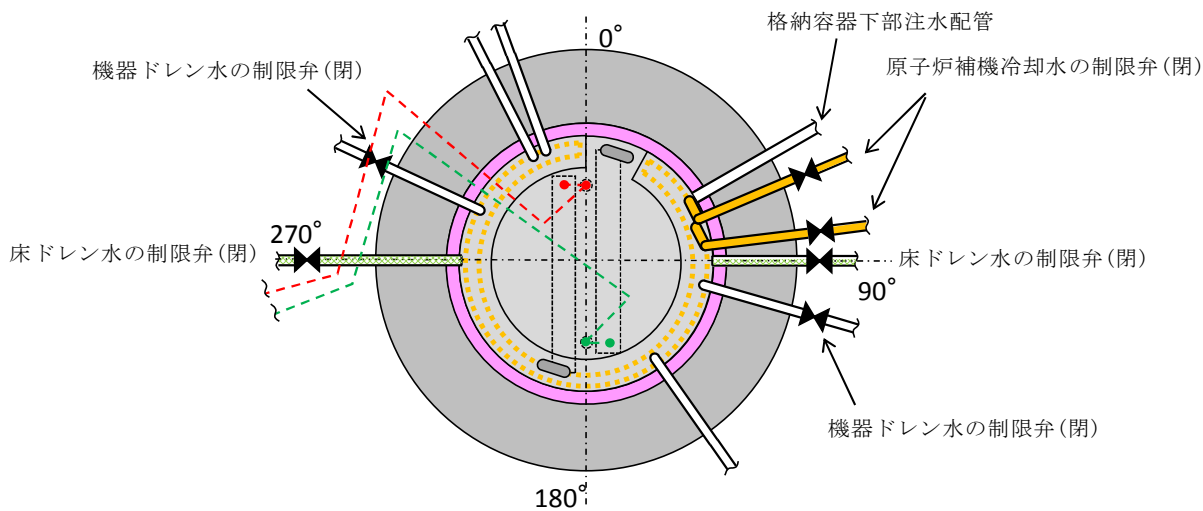 格納容器下部注水配管
0°
機器ドレン水の制限弁(閉)
原子炉補機冷却水の制限弁(閉)
270°
床ドレン水の制限弁(閉)
床ドレン水の制限弁(閉)
90°
機器ドレン水の制限弁(閉)
180°